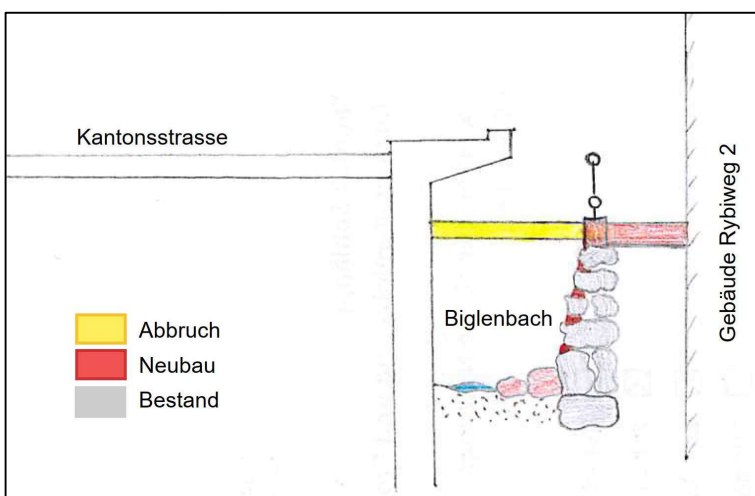 Kantonsstrasse
Biglenbach
Gebäude Rybiweg 2
Abbruch
Neubau
Bestand